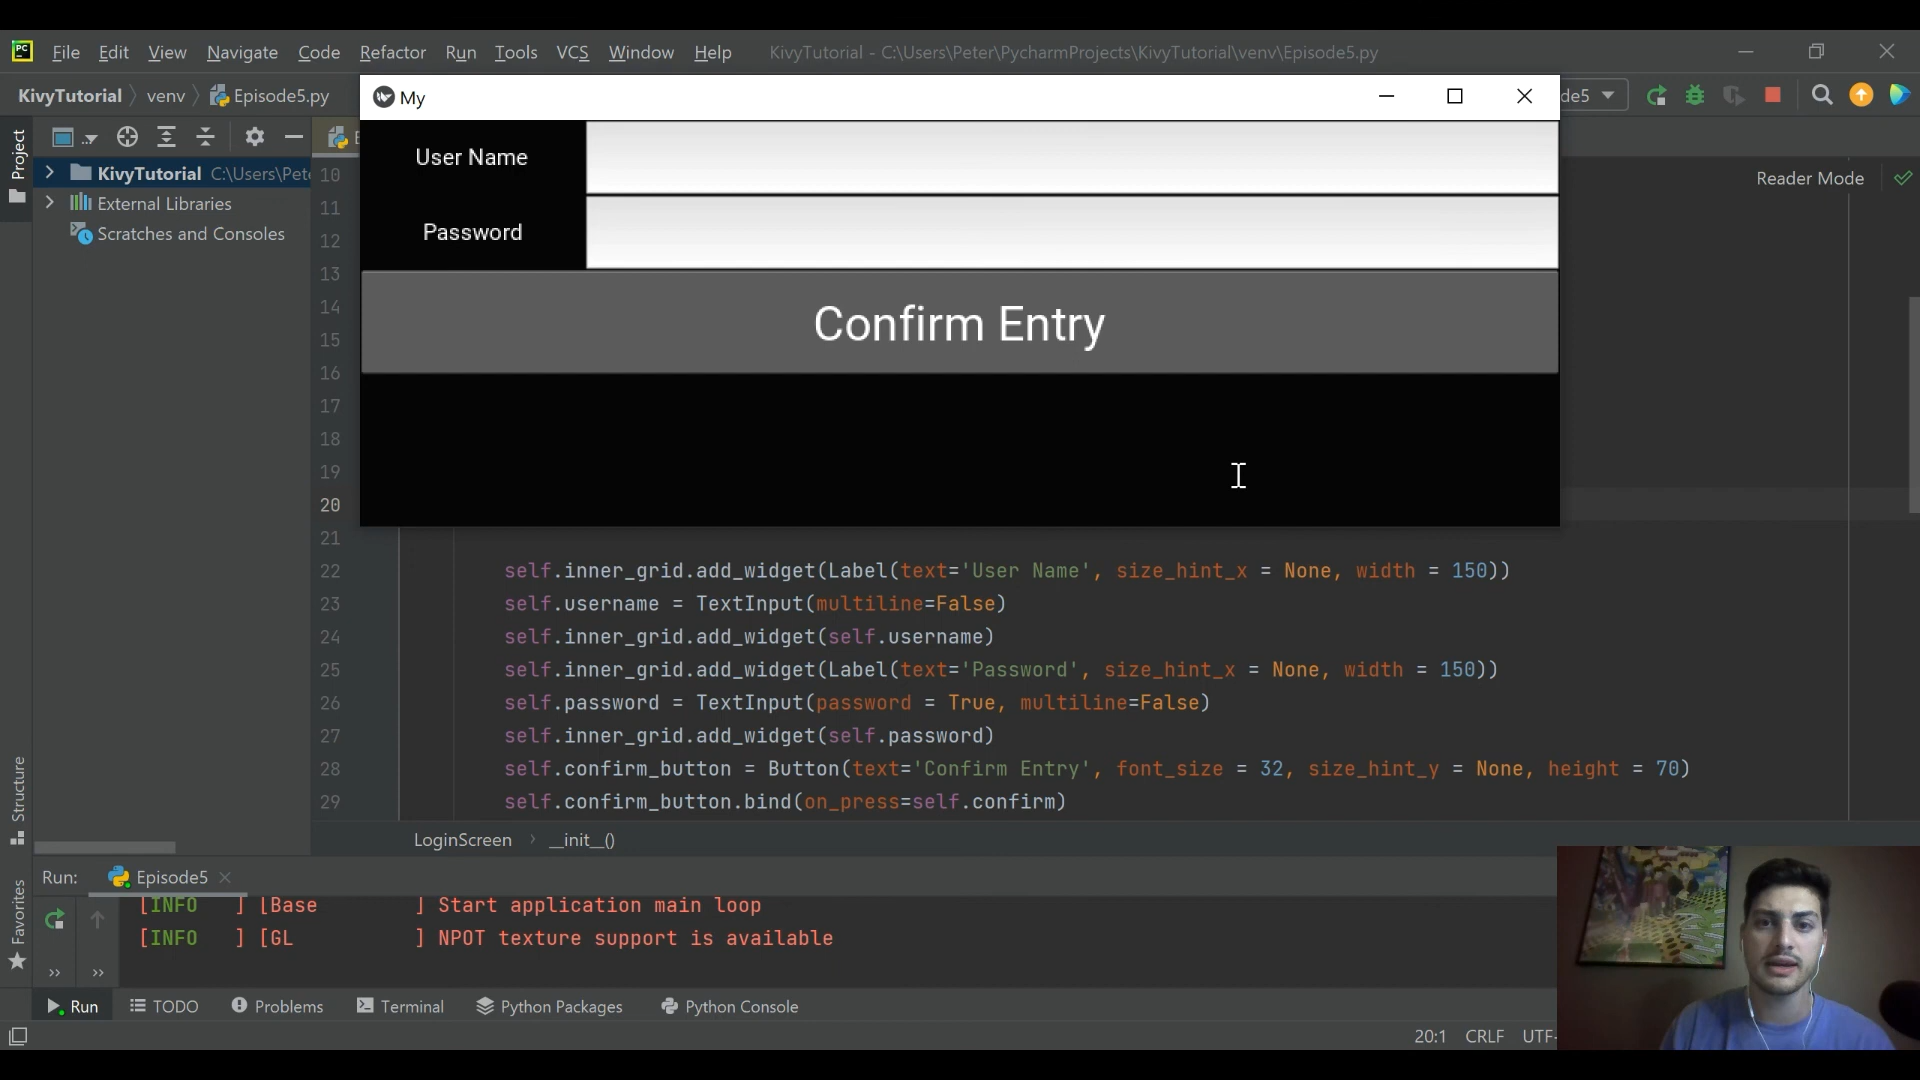 PC File Edit View Navigate Code Refactor Run Tools VCS Window Help KivyTutorial - C:\Users\Peter\PycharmProjects\KivyTutorial\venv\Episode5.py
KivyTutorial venv Episode5.py
de5
My
User Name
Password
Confirm Entry
Project
KivyTutorial C:\Users\Pet
External Libraries
Scratches and Consoles
Reader Mode
10
11
12
13
14
15
16
17
18
19
20
21
22 self.inner_grid.add_widget(Label(text='User Name', size_hint_x = None, width = 150))
23 self.username = TextInput(multiline=False)
24 self.inner_grid.add_widget(self.username)
25 self.inner_grid.add_widget(Label(text='Password', size_hint_x = None, width = 150))
26 self.password = TextInput(password = True, multiline=False)
27 self.inner_grid.add_widget(self.password)
28 self.confirm_button = Button(text='Confirm Entry', font_size = 32, size_hint_y = None, height = 70)
29 self.confirm_button.bind(on_press=self.confirm)
LoginScreen __init__()
Structure
Favorites
Run: Episode5
[INFO ] [Base ] Start application main loop
[INFO ] [GL ] NPOT texture support is available
Run TODO Problems Terminal Python Packages Python Console
20:1 CRLF UTF-